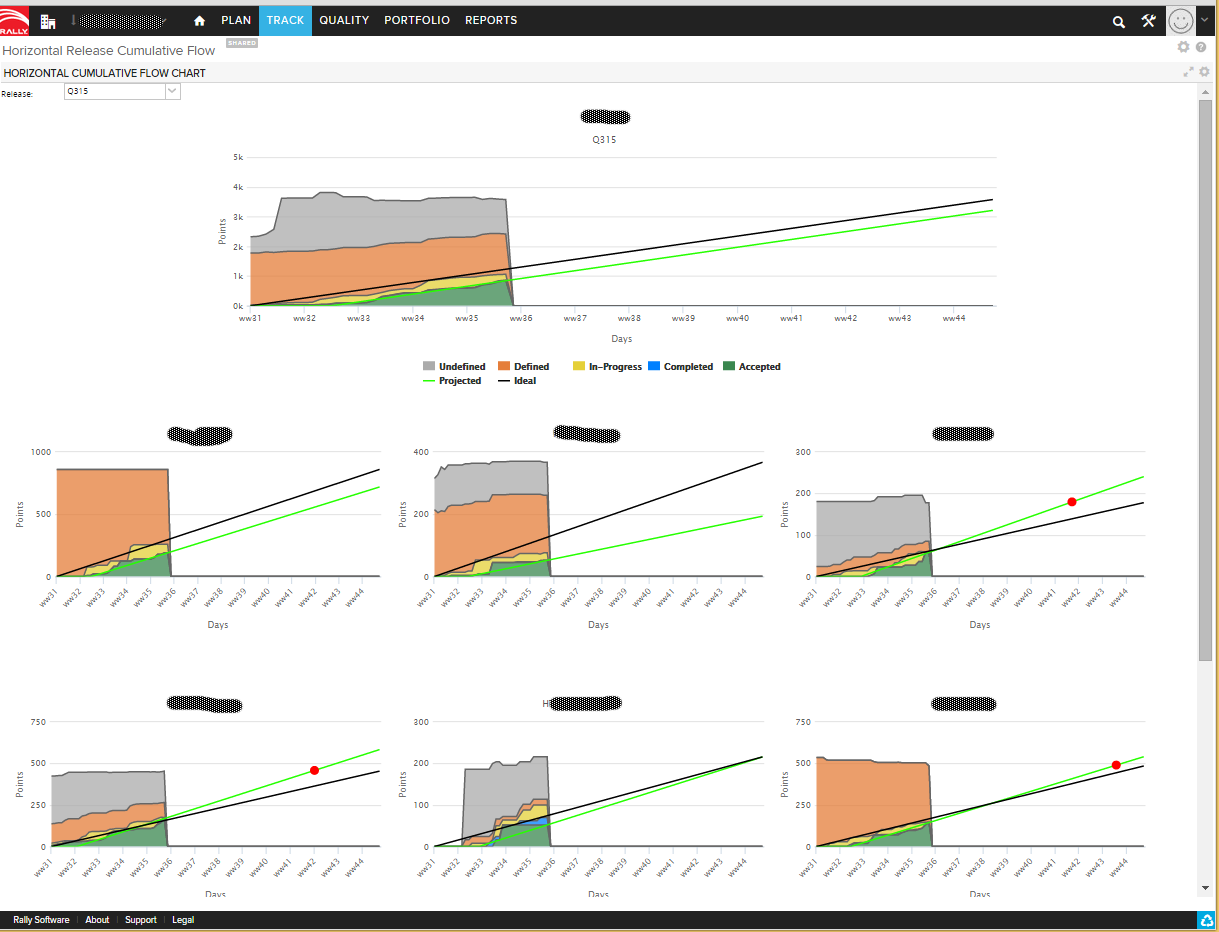 RALLY PLAN TRACK QUALITY PORTFOLIO REPORTS
Horizontal Release Cumulative Flow SHARED
HORIZONTAL CUMULATIVE FLOW CHART
Release: Q315
Q315
5k
4k
3k
2k
1k
0k
Points
ww31 ww32 ww33 ww34 ww35 ww36 ww37 ww38 ww39 ww40 ww41 ww42 ww43 ww44
Days
Undefined Defined In-Progress Completed Accepted
Projected Ideal
1000
500
0
Points
ww31 ww32 ww33 ww34 ww35 ww36 ww37 ww38 ww39 ww40 ww41 ww42 ww43 ww44
Days
400
200
0
Points
ww31 ww32 ww33 ww34 ww35 ww36 ww37 ww38 ww39 ww40 ww41 ww42 ww43 ww44
Days
300
200
100
0
Points
ww31 ww32 ww33 ww34 ww35 ww36 ww37 ww38 ww39 ww40 ww41 ww42 ww43 ww44
Days
750
500
250
0
Points
ww31 ww32 ww33 ww34 ww35 ww36 ww37 ww38 ww39 ww40 ww41 ww42 ww43 ww44
Days
300
200
100
0
Points
ww31 ww32 ww33 ww34 ww35 ww36 ww37 ww38 ww39 ww40 ww41 ww42 ww43 ww44
Days
750
500
250
0
Points
ww31 ww32 ww33 ww34 ww35 ww36 ww37 ww38 ww39 ww40 ww41 ww42 ww43 ww44
Days
Rally Software About Support Legal